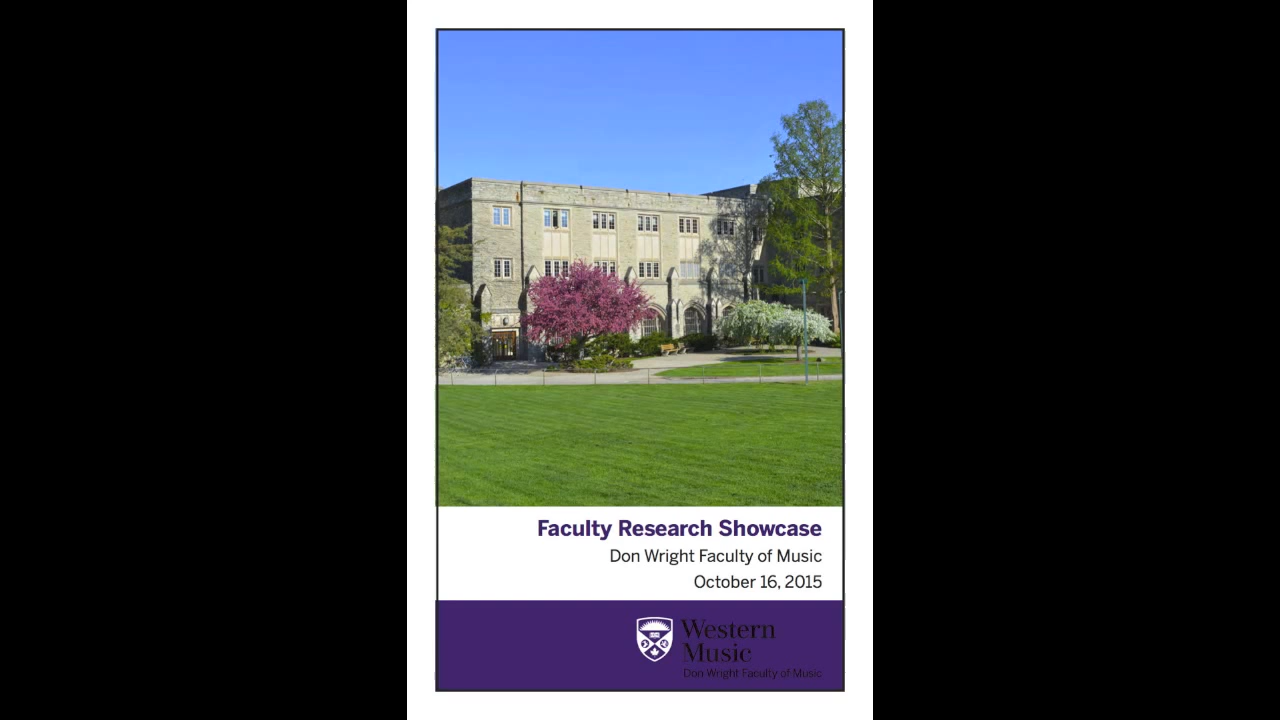 Faculty Research Showcase
Don Wright Faculty of Music
October 16, 2015
Western
Music
Don Wright Faculty of Music